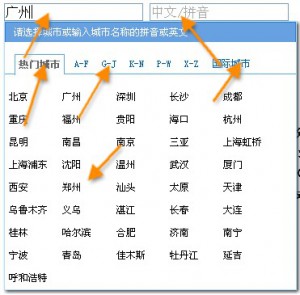 广州 中文/拼音
请选择城市或输入城市名称的拼音或英文
热门城市 A-F G-J K-N P-W X-Z 国际城市
北京 广州 深圳 长沙 成都
重庆 福州 贵阳 海口 杭州
昆明 南昌 南京 三亚 上海虹桥
上海浦东 沈阳 温州 武汉 厦门
西安 郑州 汕头 太原 天津
乌鲁木齐 义乌 湛江 长春 大连
桂林 哈尔滨 合肥 济南 南宁
宁波 青岛 佳木斯 牡丹江 延吉
呼和浩特